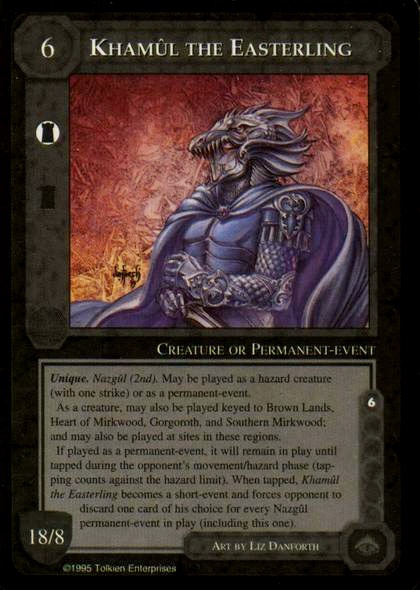 6 KHAMÛL THE EASTERLING
CREATURE OR PERMANENT-EVENT
Unique. Nazgûl (2nd). May be played as a hazard creature
(with one strike) or as a permanent-event.
As a creature, may also be played keyed to Brown Lands,
Heart of Mirkwood, Gorgoroth, and Southern Mirkwood;
and may also be played at sites in these regions.
If played as a permanent-event, it will remain in play until
tapped during the opponent's movement/hazard phase (tap-
ping counts against the hazard limit). When tapped, Khamûl
the Easterling becomes a short-event and forces opponent to
discard one card of his choice for every Nazgûl
permanent-event in play (including this one).
6
18/8
ART BY LIZ DANFORTH
©1995 Tolkien Enterprises